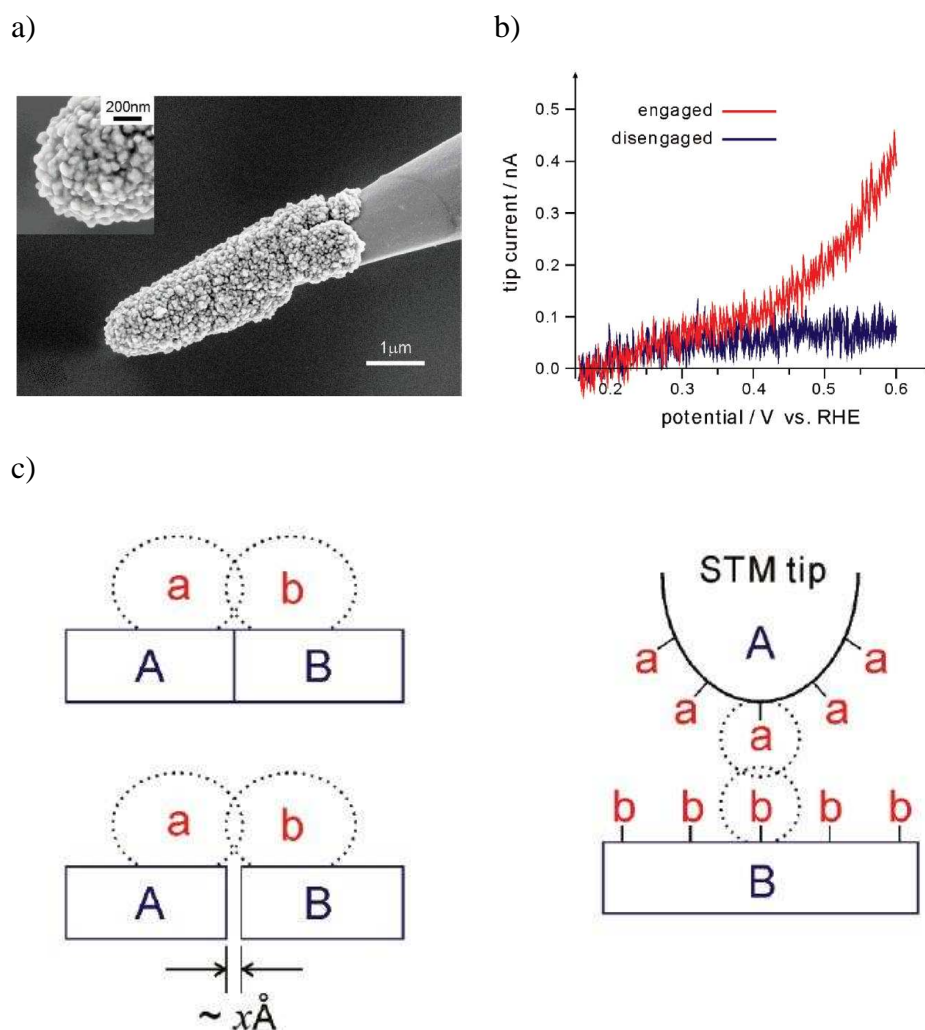 a)
200nm
1µm
b)
tip current / nA
0.5
0.4
0.3
0.2
0.1
0.0
engaged
disengaged
0.2 0.3 0.4 0.5 0.6
potential / V vs. RHE
c)
a b
A B
a b
A B
~ xÅ
STM tip
A
a a
a a
a
b b b b b
B